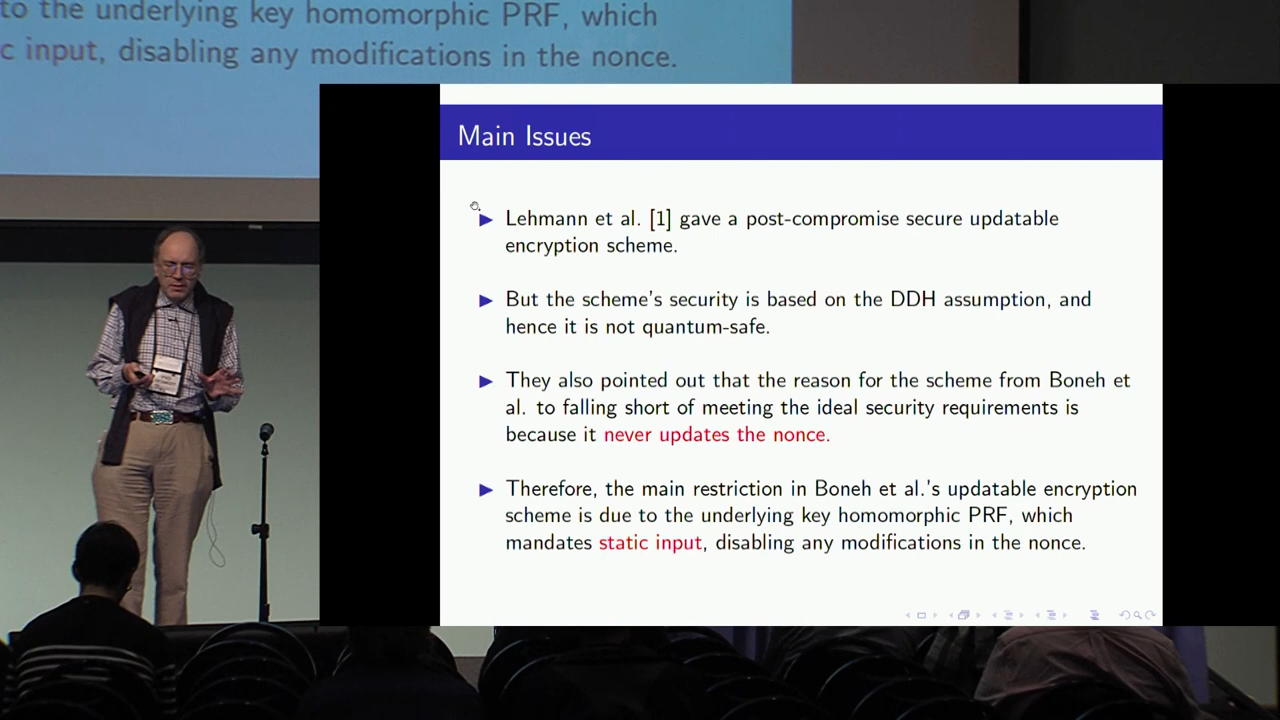 to the underlying key homomorphic PRF, which
c input, disabling any modifications in the nonce.
Main Issues
Lehmann et al. [1] gave a post-compromise secure updatable
encryption scheme.
But the scheme's security is based on the DDH assumption, and
hence it is not quantum-safe.
They also pointed out that the reason for the scheme from Boneh et
al. to falling short of meeting the ideal security requirements is
because it never updates the nonce.
Therefore, the main restriction in Boneh et al.'s updatable encryption
scheme is due to the underlying key homomorphic PRF, which
mandates static input, disabling any modifications in the nonce.